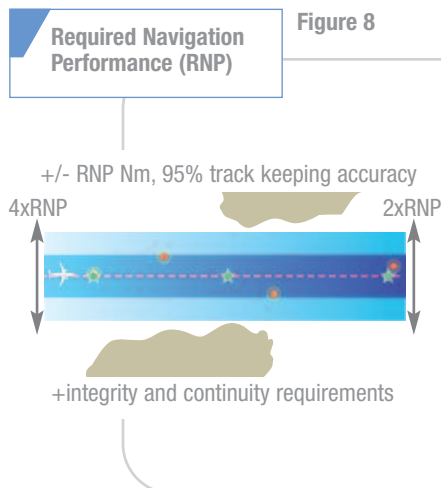 Figure 8
Required Navigation
Performance (RNP)
+/- RNP Nm, 95% track keeping accuracy
4xRNP
2xRNP
+integrity and continuity requirements